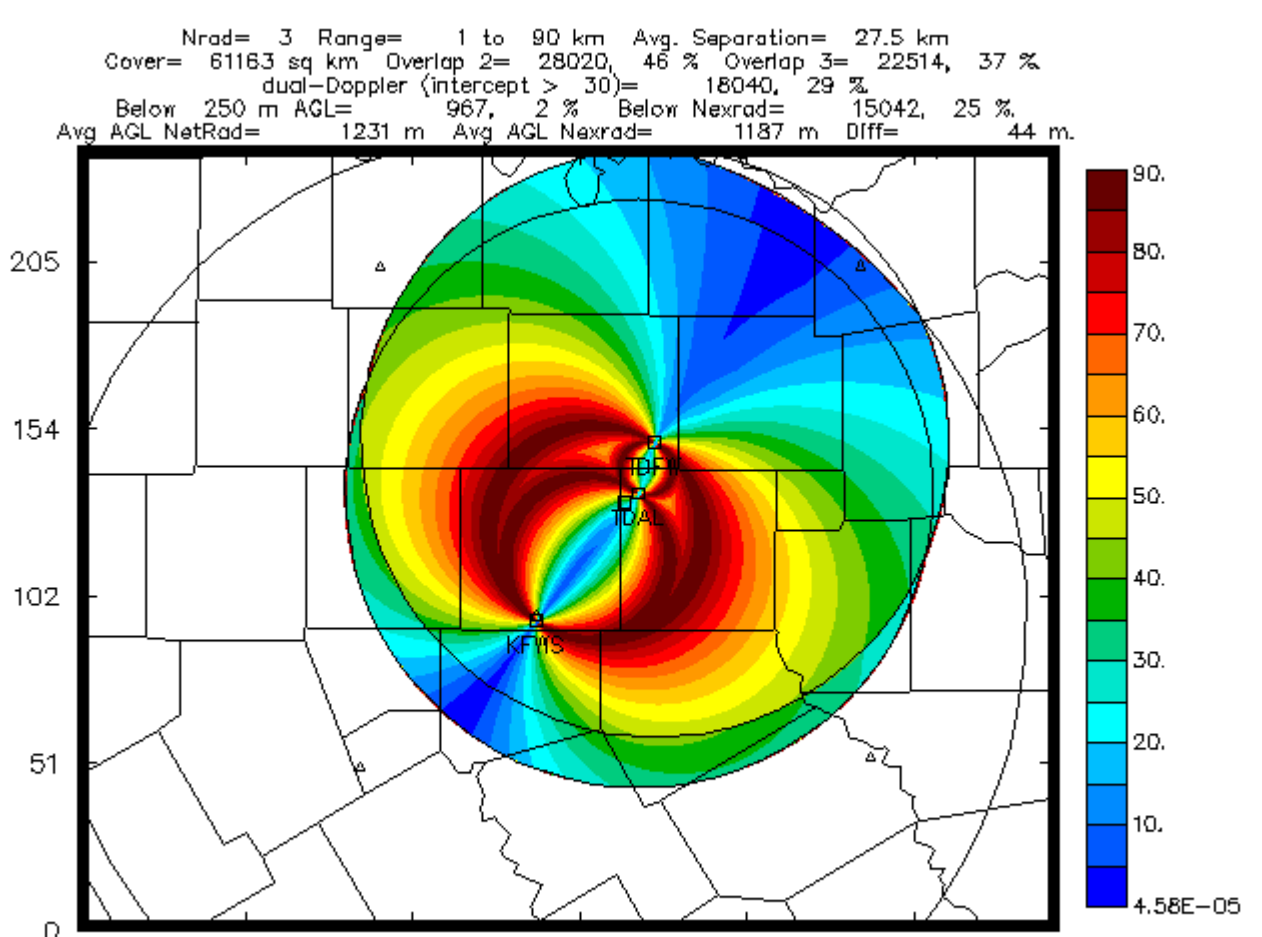 Nrad= 3 Range= 1 to 90 km Avg. Separation= 27.5 km
Cover= 61163 sq km Overlap 2= 28020, 46 % Overlap 3= 22514, 37 %
dual-Doppler (intercept > 30)= 18040, 29 %
Below 250 m AGL= 967, 2 % Below Nexrad= 15042, 25 %.
Avg AGL NetRad= 1231 m Avg AGL Nexrad= 1187 m Diff= 44 m.
90.
80.
70.
60.
50.
40.
30.
20.
10.
4.58E-05
205
154
102
51
0
TDFW
TDAL
KFWS